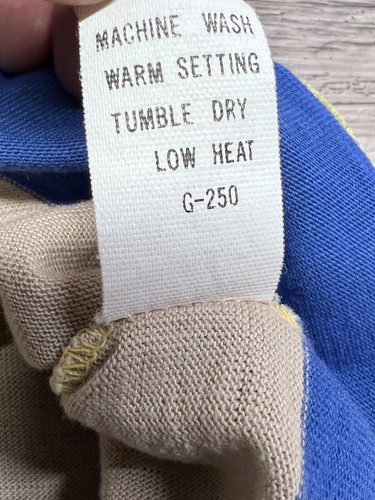 MACHINE WASH
WARM SETTING
TUMBLE DRY
LOW HEAT
G-250